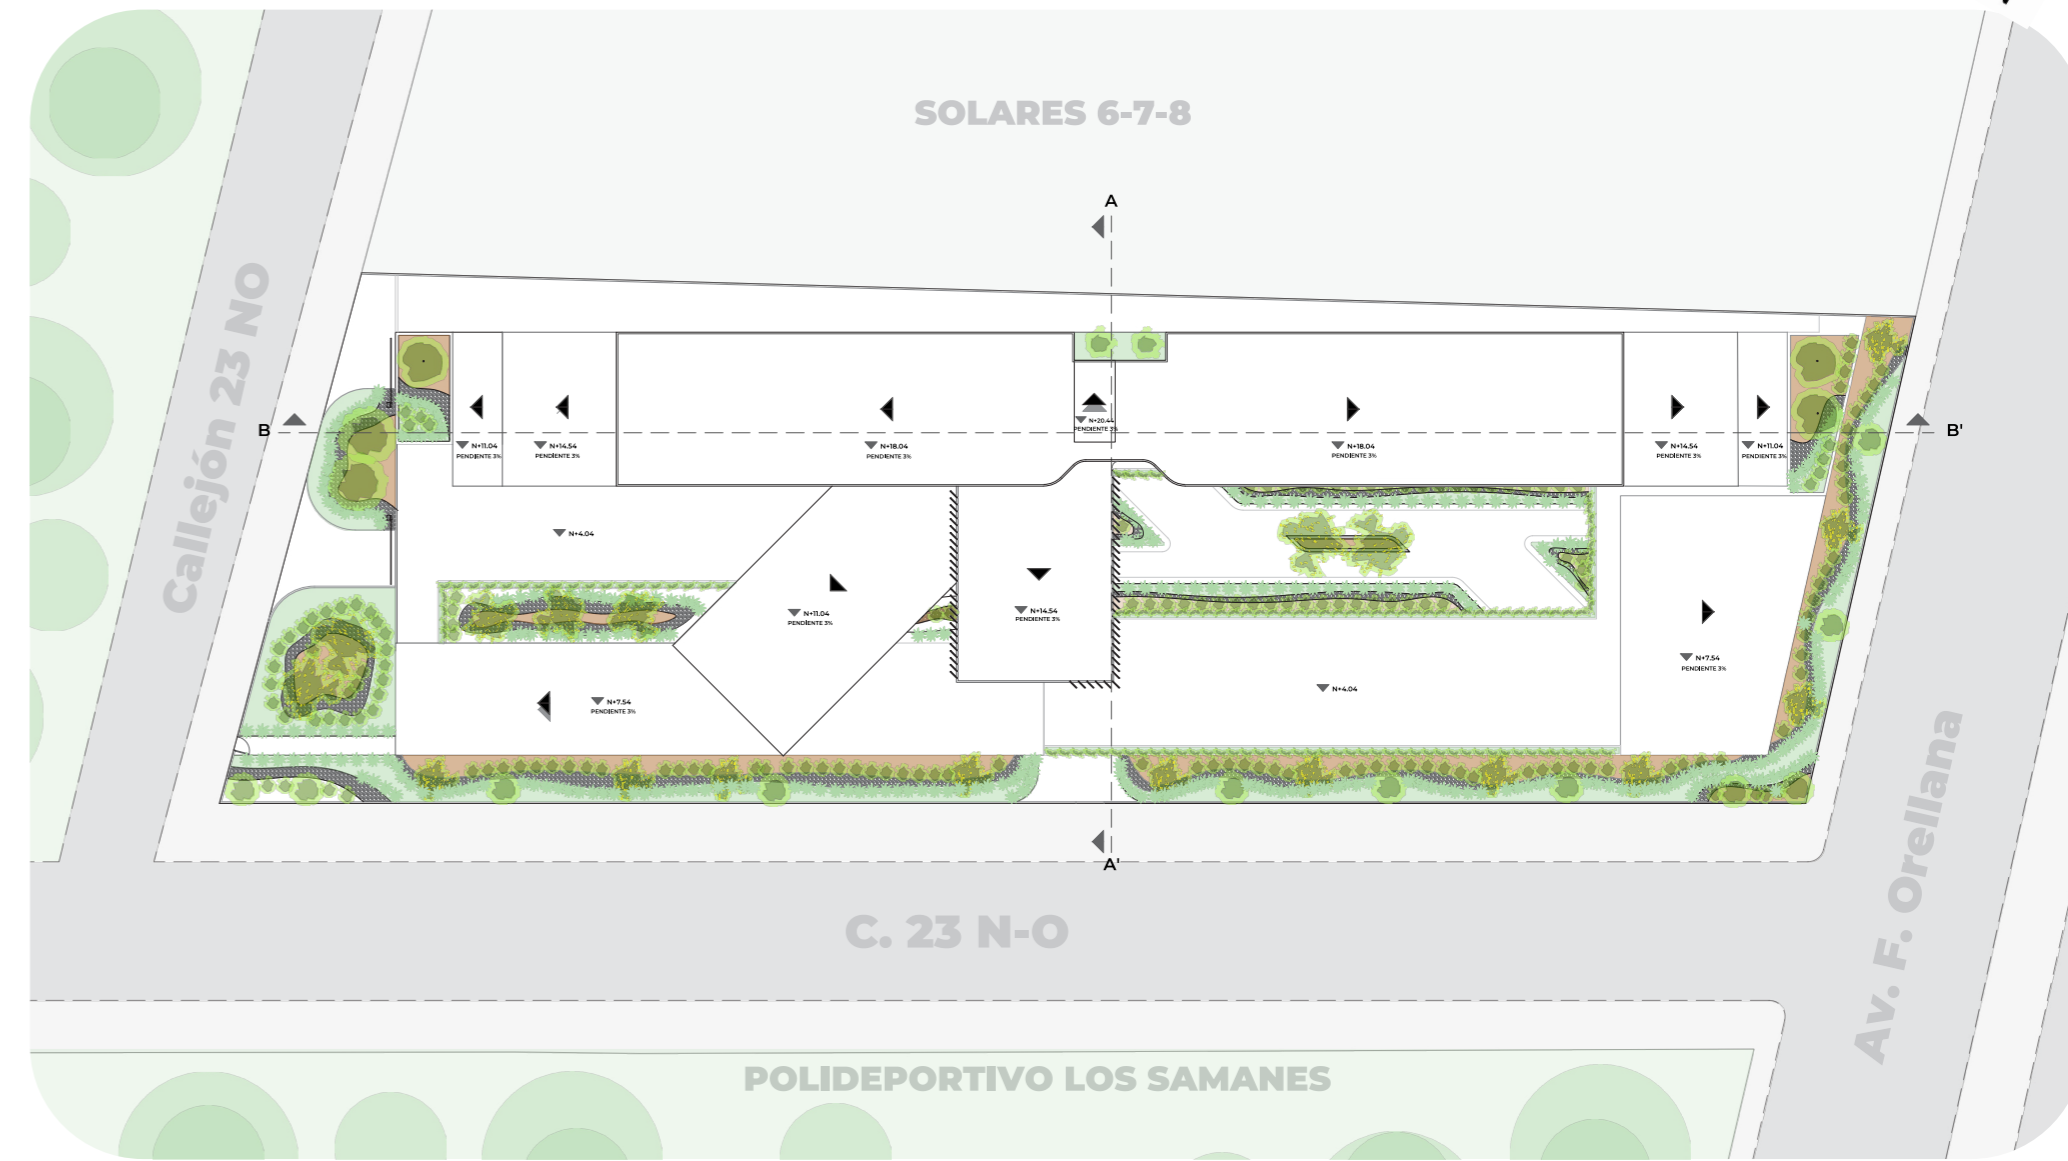 SOLARES 6-7-8
A
Callejón 23 NO
B
B'
N+11.04
PENDIENTE 3%
N+14.54
PENDIENTE 3%
N+18.04
PENDIENTE 3%
N+20.44
PENDIENTE 3%
N+18.04
PENDIENTE 3%
N+14.54
PENDIENTE 3%
N+11.04
PENDIENTE 3%
N+4.04
N+11.04
PENDIENTE 3%
N+14.54
PENDIENTE 3%
N+7.54
PENDIENTE 3%
N+4.04
N+7.54
PENDIENTE 3%
A'
C. 23 N-O
Av. F. Orellana
POLIDEPORTIVO LOS SAMANES